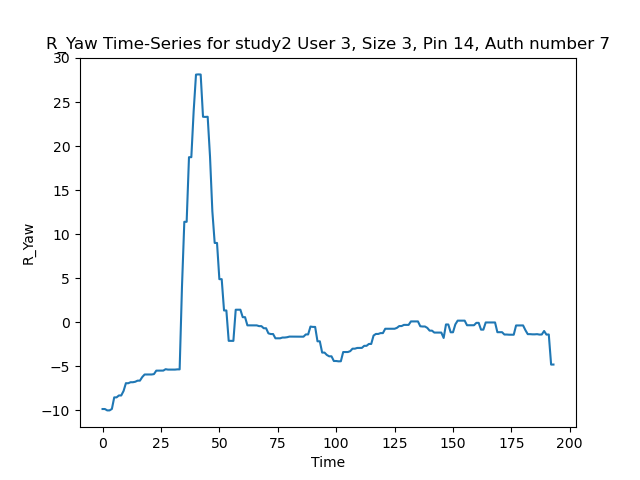 R_Yaw Time-Series for study2 User 3, Size 3, Pin 14, Auth number 7
30
25
20
15
10
5
0
−5
−10
R_Yaw
0 25 50 75 100 125 150 175 200
Time